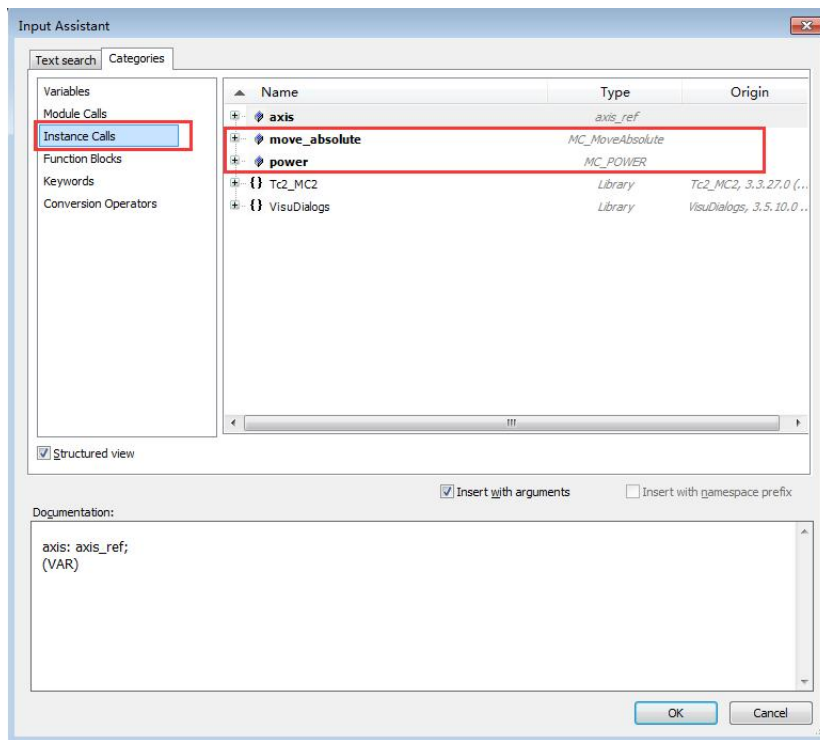 Input Assistant
Text search Categories
Variables
Module Calls
Instance Calls
Function Blocks
Keywords
Conversion Operators
Name Type Origin
axis axis_ref
move_absolute MC_MoveAbsolute
power MC_POWER
{} Tc2_MC2 Library Tc2_MC2, 3.3.27.0 (...
{} VisuDialogs Library VisuDialogs, 3.5.10.0 ...
Structured view
Insert with arguments Insert with namespace prefix
Documentation:
axis: axis_ref;
(VAR)
OK Cancel